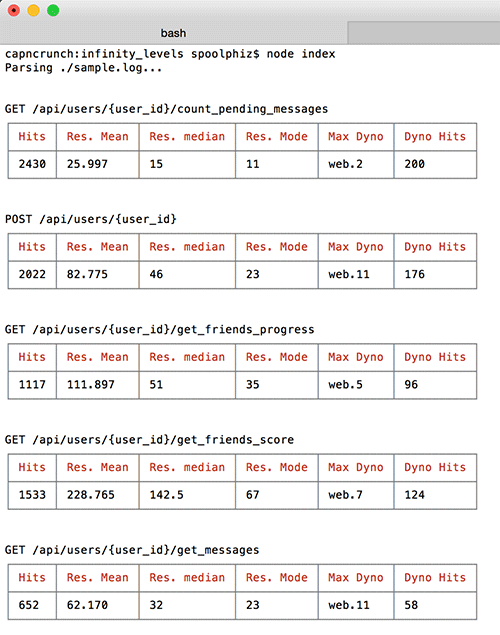 bash
capncrunch:infinity_levels spoolphiz$ node index
Parsing ./sample.log...
GET /api/users/{user_id}/count_pending_messages
Hits Res. Mean Res. median Res. Mode Max Dyno Dyno Hits
2430 25.997 15 11 web.2 200
POST /api/users/{user_id}
Hits Res. Mean Res. median Res. Mode Max Dyno Dyno Hits
2022 82.775 46 23 web.11 176
GET /api/users/{user_id}/get_friends_progress
Hits Res. Mean Res. median Res. Mode Max Dyno Dyno Hits
1117 111.897 51 35 web.5 96
GET /api/users/{user_id}/get_friends_score
Hits Res. Mean Res. median Res. Mode Max Dyno Dyno Hits
1533 228.765 142.5 67 web.7 124
GET /api/users/{user_id}/get_messages
Hits Res. Mean Res. median Res. Mode Max Dyno Dyno Hits
652 62.170 32 23 web.11 58